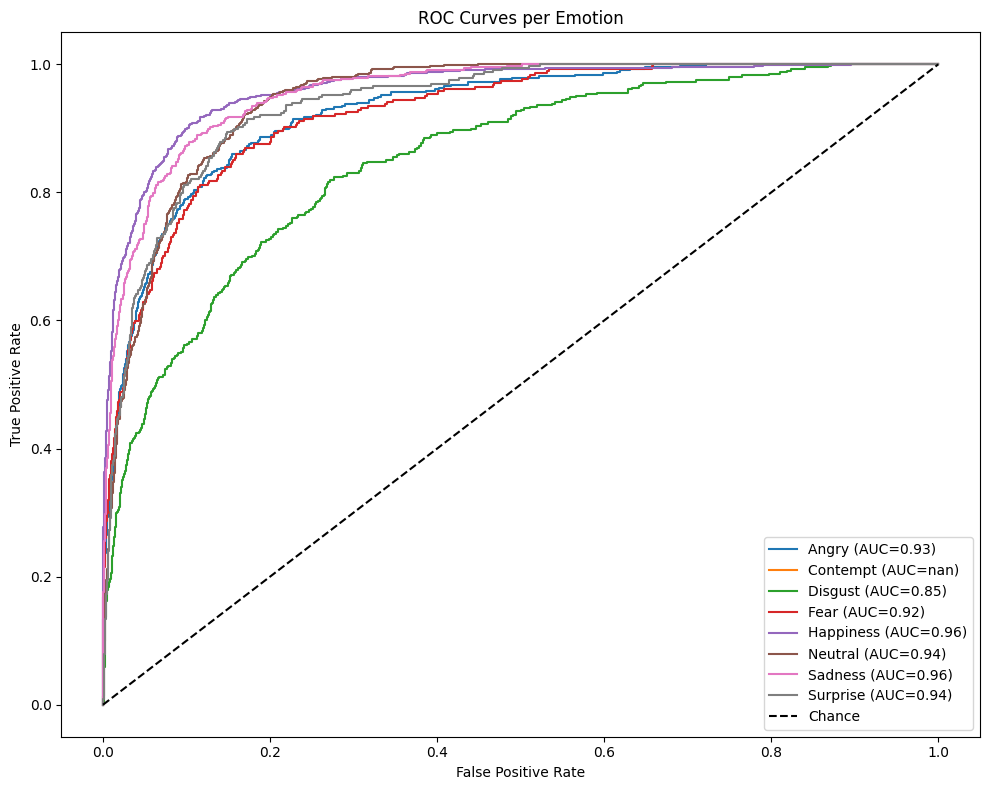 ROC Curves per Emotion
True Positive Rate
1.0
0.8
0.6
0.4
0.2
0.0
0.0 0.2 0.4 0.6 0.8 1.0
False Positive Rate
Angry (AUC=0.93)
Contempt (AUC=nan)
Disgust (AUC=0.85)
Fear (AUC=0.92)
Happiness (AUC=0.96)
Neutral (AUC=0.94)
Sadness (AUC=0.96)
Surprise (AUC=0.94)
Chance